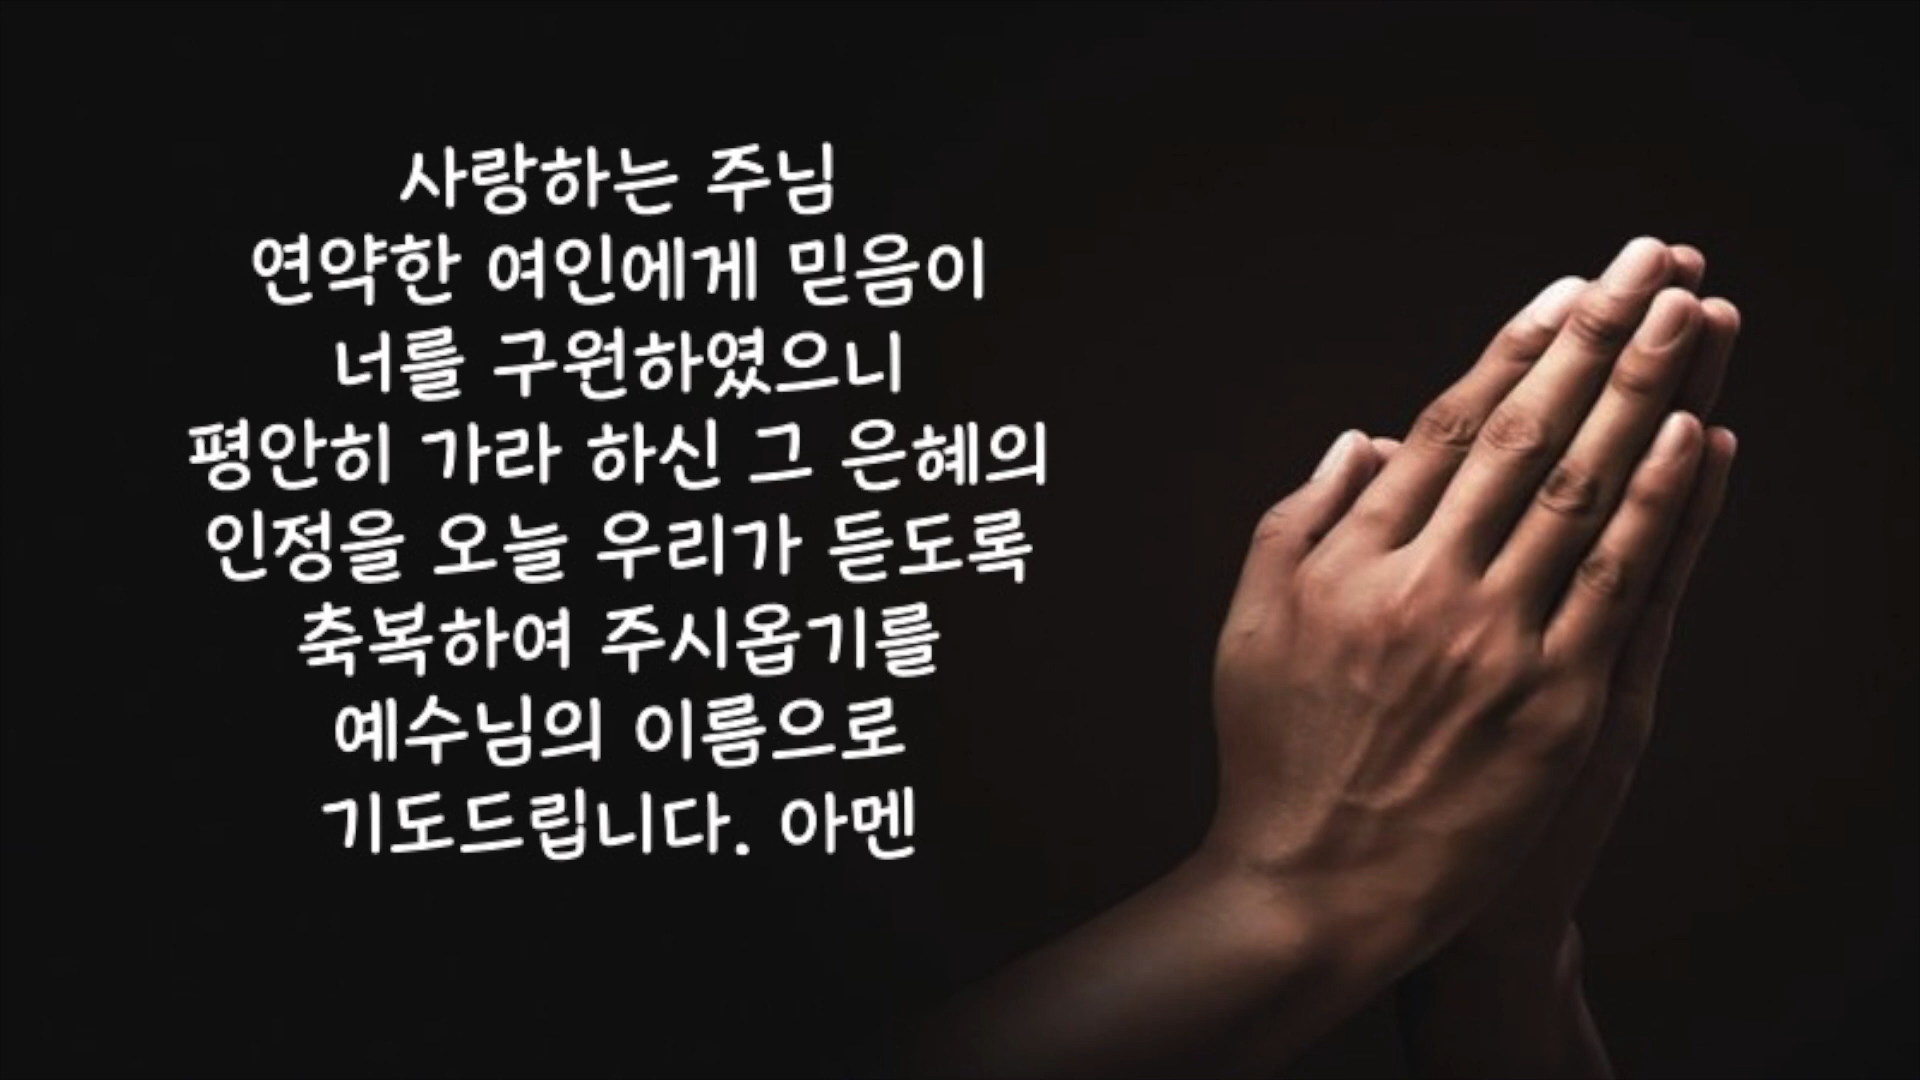 사랑하는 주님
연약한 여인에게 믿음이
너를 구원하였으니
평안히 가라 하신 그 은혜의
인정을 오늘 우리가 듣도록
축복하여 주시옵기를
예수님의 이름으로
기도드립니다. 아멘